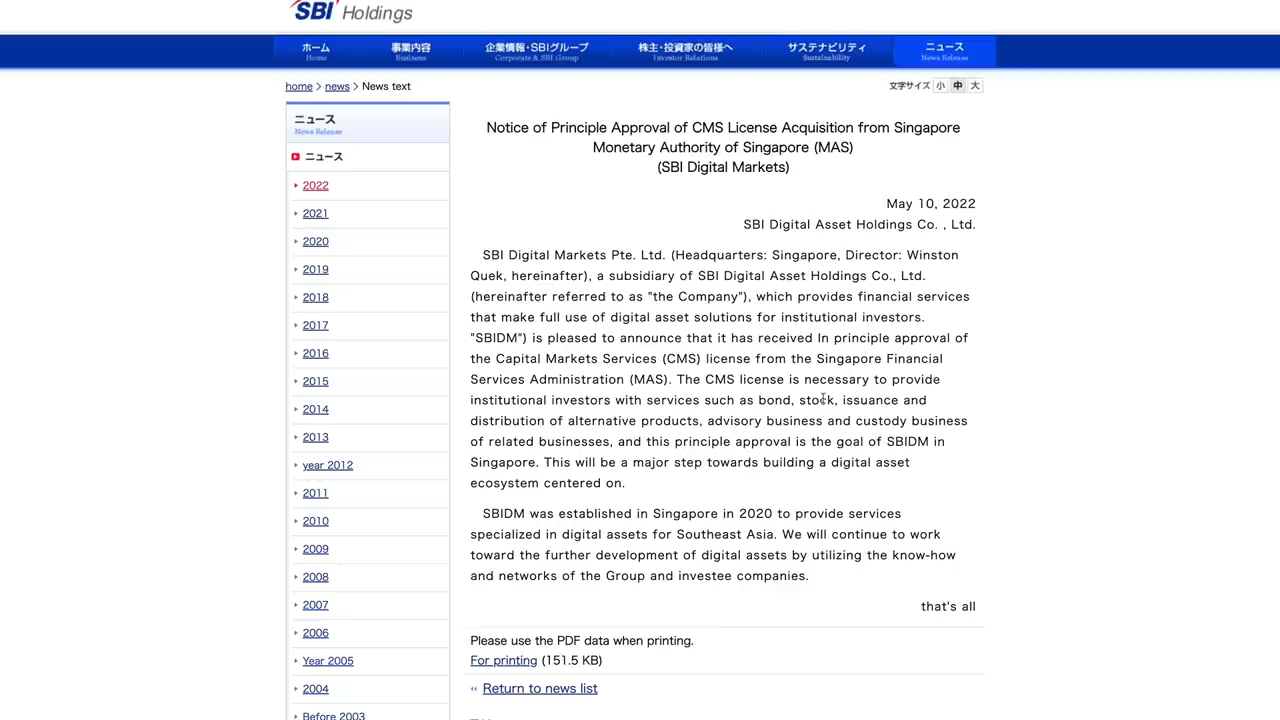 SBI Holdings
ホーム 事業内容 企業情報・SBIグループ 株主・投資家の皆様へ サステナビリティ ニュース
Home Business Corporate & SBI Group Investor Relations Sustainability News Release
home > news > News text
文字サイズ 小 中 大
ニュース
News Release
ニュース
2022
2021
2020
2019
2018
2017
2016
2015
2014
2013
year 2012
2011
2010
2009
2008
2007
2006
Year 2005
2004
Before 2003
Notice of Principle Approval of CMS License Acquisition from Singapore
Monetary Authority of Singapore (MAS)
(SBI Digital Markets)
May 10, 2022
SBI Digital Asset Holdings Co. , Ltd.
SBI Digital Markets Pte. Ltd. (Headquarters: Singapore, Director: Winston
Quek, hereinafter), a subsidiary of SBI Digital Asset Holdings Co., Ltd.
(hereinafter referred to as "the Company"), which provides financial services
that make full use of digital asset solutions for institutional investors.
"SBIDM") is pleased to announce that it has received In principle approval of
the Capital Markets Services (CMS) license from the Singapore Financial
Services Administration (MAS). The CMS license is necessary to provide
institutional investors with services such as bond, stock, issuance and
distribution of alternative products, advisory business and custody business
of related businesses, and this principle approval is the goal of SBIDM in
Singapore. This will be a major step towards building a digital asset
ecosystem centered on.
SBIDM was established in Singapore in 2020 to provide services
specialized in digital assets for Southeast Asia. We will continue to work
toward the further development of digital assets by utilizing the know-how
and networks of the Group and investee companies.
that's all
Please use the PDF data when printing.
For printing (151.5 KB)
Return to news list